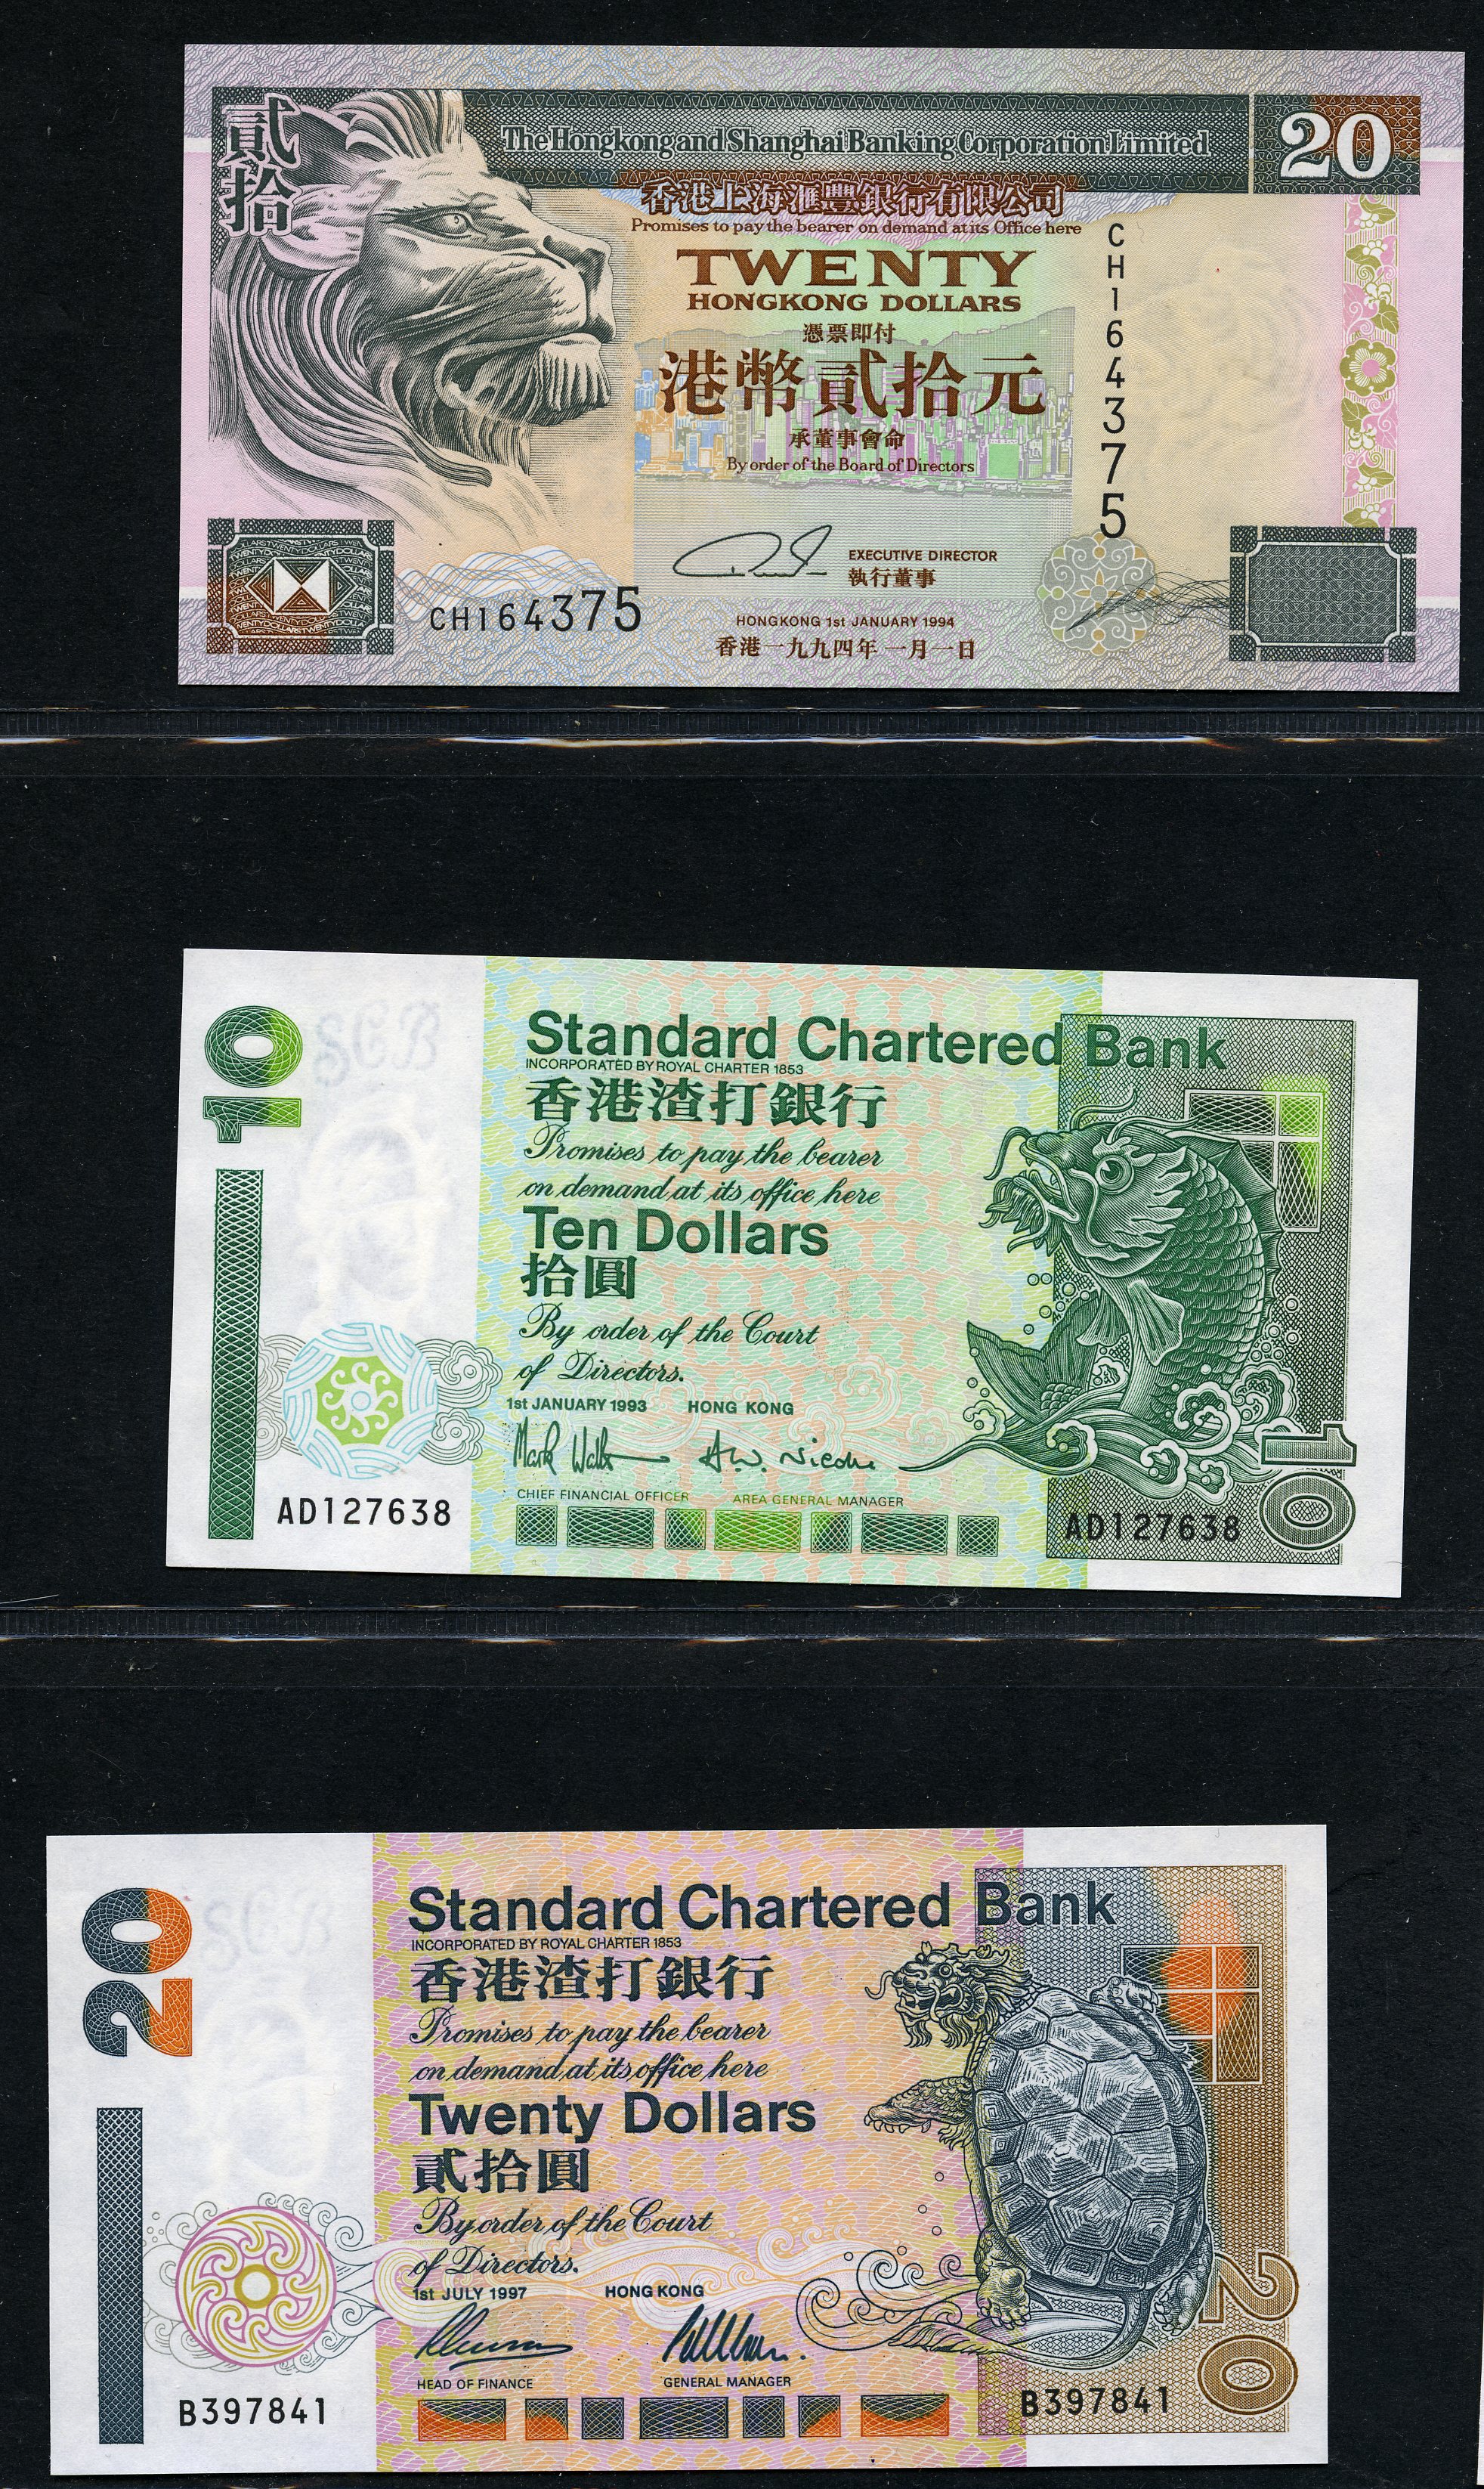 貳拾
The Hongkong and Shanghai Banking Corporation Limited
20
香港上海滙豐銀行有限公司
Promises to pay the bearer on demand at its Office here
TWENTY
HONGKONG DOLLARS
憑票即付
港幣貳拾元
承董事會命
By order of the Board of Directors
CH164375
EXECUTIVE DIRECTOR
執行董事
CH164375
HONGKONG 1st JANUARY 1994
香港一九九四年一月一日
10
SCB
Standard Chartered Bank
INCORPORATED BY ROYAL CHARTER 1853
香港渣打銀行
Promises to pay the bearer
on demand at its office here
Ten Dollars
拾圓
By order of the Court
of Directors.
1st JANUARY 1993 HONG KONG
CHIEF FINANCIAL OFFICER AREA GENERAL MANAGER
AD127638
AD127638
10
20
SCB
Standard Chartered Bank
INCORPORATED BY ROYAL CHARTER 1853
香港渣打銀行
Promises to pay the bearer
on demand at its office here
Twenty Dollars
貳拾圓
By order of the Court
of Directors.
1st JULY 1997 HONG KONG
HEAD OF FINANCE GENERAL MANAGER
B397841
B397841
20